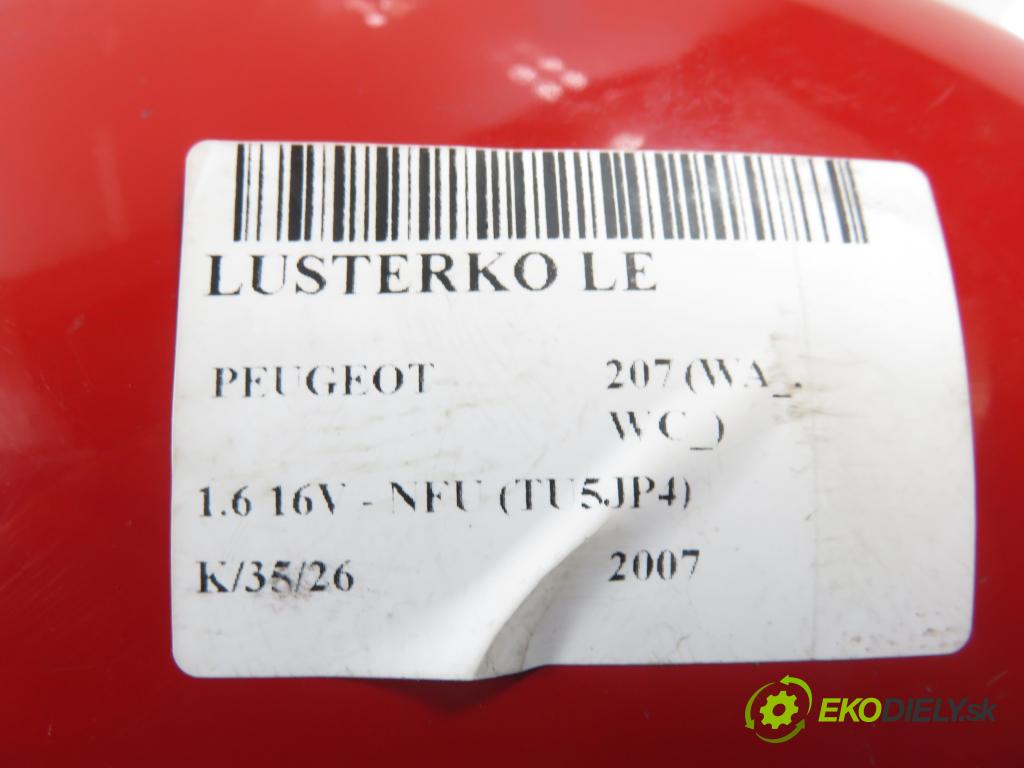 LUSTERKO LE
PEUGEOT 207 (WA_,
WC_)
1.6 16V - NFU (TU5JP4)
K/35/26 2007
EKODIELY.sk